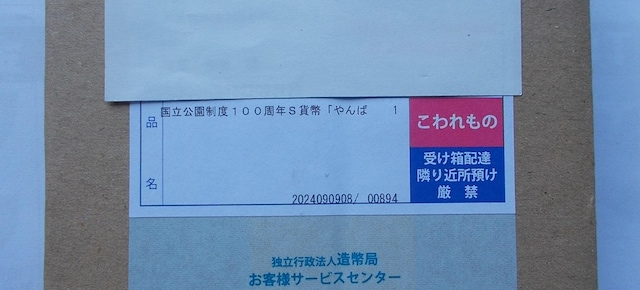 国立公園制度１００周年Ｓ貨幣「やんば　１
品
名
2024090908/ 00894
こわれもの
受け箱配達
隣り近所預け
厳 禁
独立行政法人造幣局
お客様サービスセンター